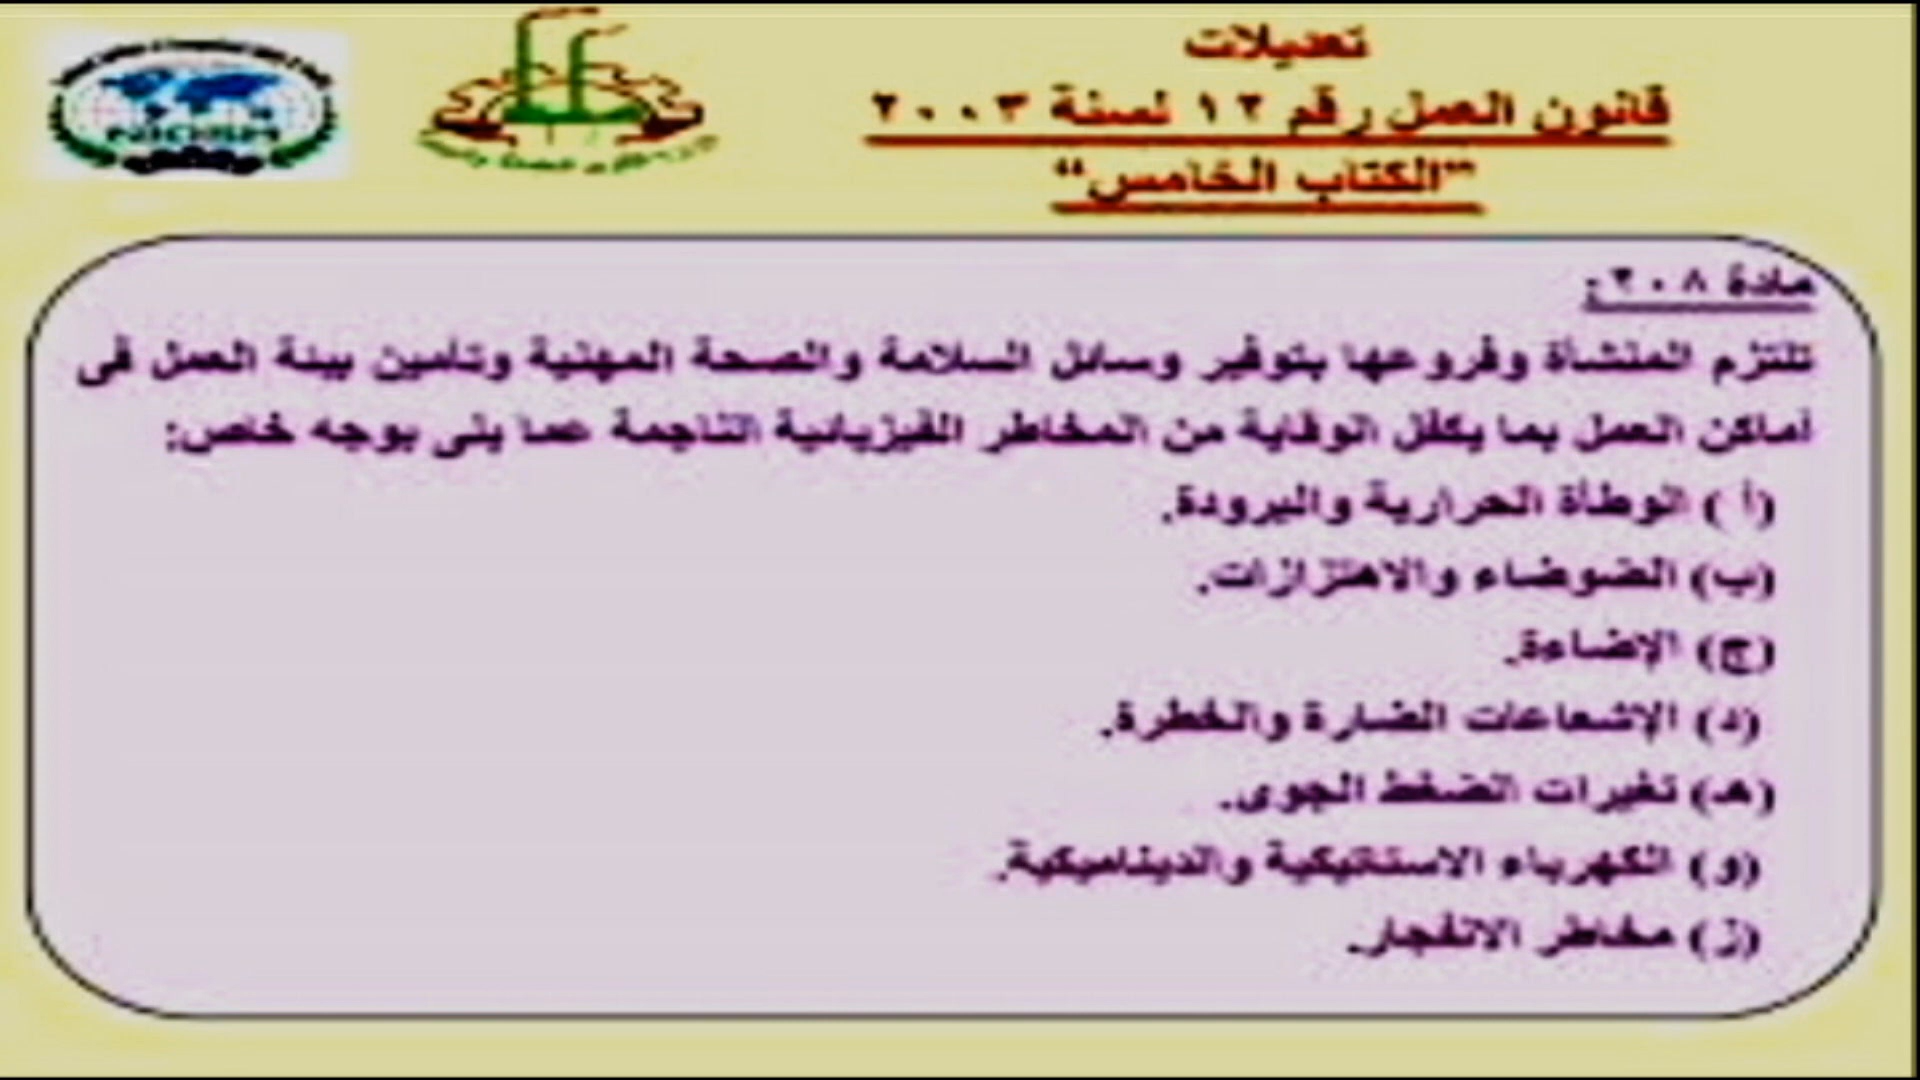 تعديلات
قانون العمل رقم ١٢ لسنة ٢٠٠٣
"الكتاب الخامس"
مادة ٢٠٨:
تلتزم المنشأة وفروعها بتوفير وسائل السلامة والصحة المهنية وتأمين بيئة العمل فى
أماكن العمل بما يكفل الوقاية من المخاطر الفيزيائية الناجمة عما يلى بوجه خاص:
(أ ) الوطأة الحرارية والبرودة.
(ب) الضوضاء والاهتزازات.
(ج) الإضاءة.
(د) الإشعاعات الضارة والخطرة.
(هـ) تغيرات الضغط الجوى.
(و) الكهرباء الاستاتيكية والديناميكية.
(ز) مخاطر الانفجار.